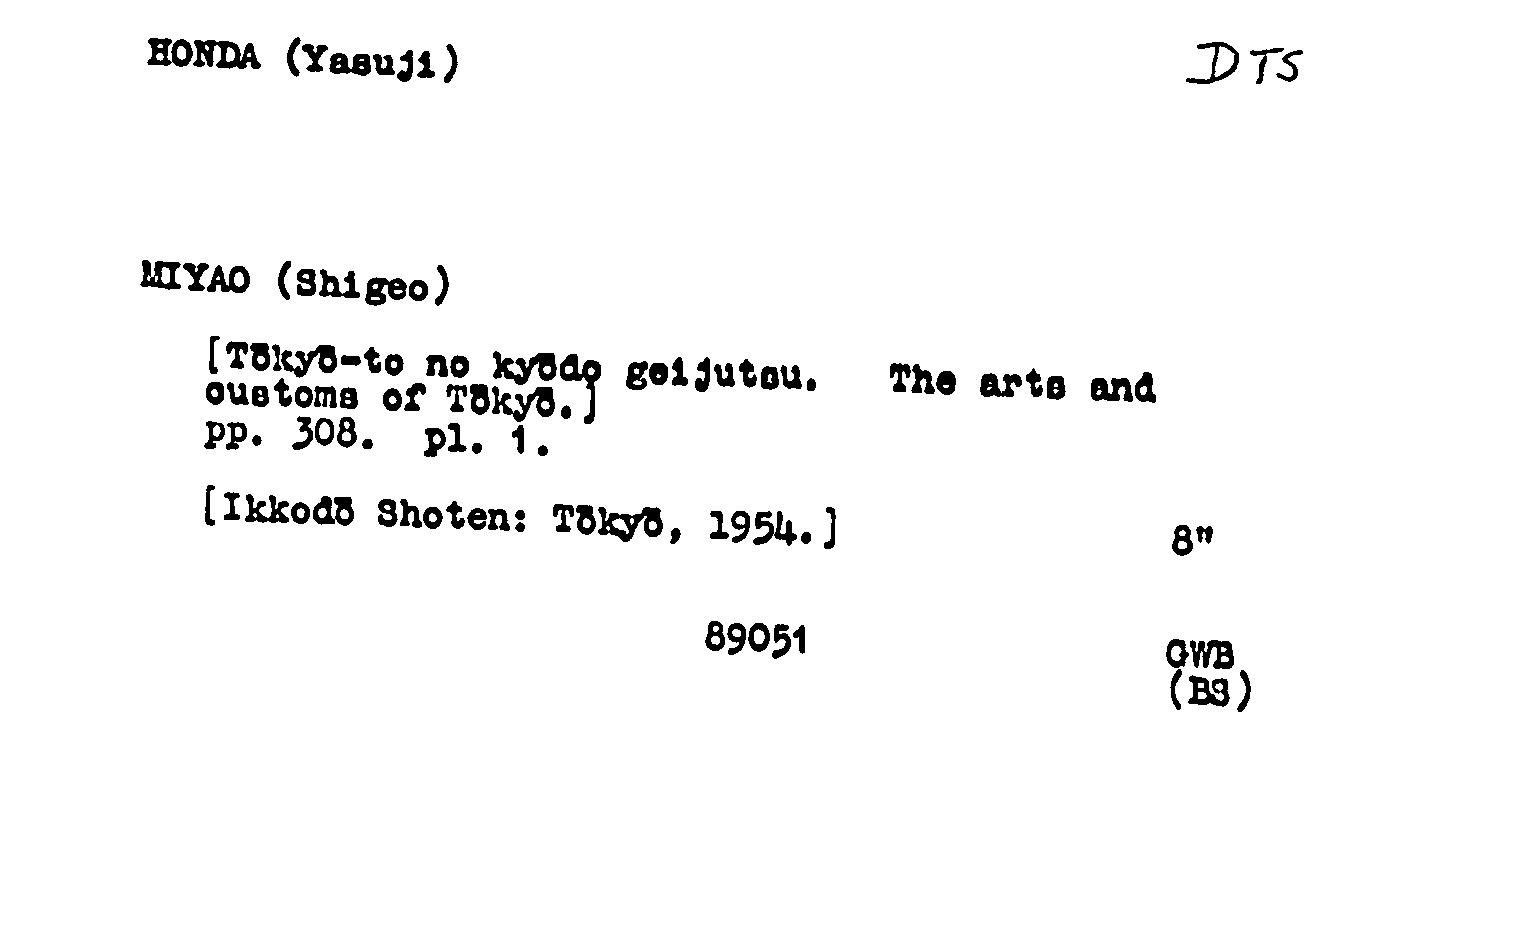 HONDA (Yasuji)
DTS
MIYAO (Shigeo)
[Tōkyō-to no kyōdo geijutsu. The arts and
customs of Tōkyō.]
pp. 308. pl. 1.
[Ikkodō Shoten: Tōkyō, 1954.]
8"
89051
GWB
(BS)